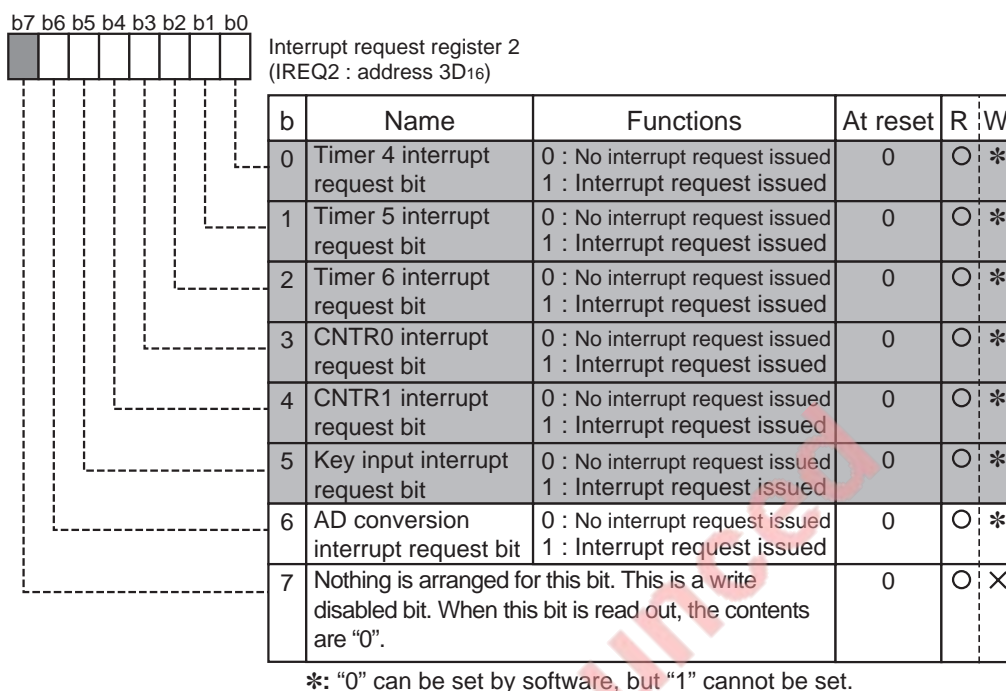 b7 b6 b5 b4 b3 b2 b1 b0
Interrupt request register 2
(IREQ2 : address 3D16)
b Name Functions At reset R W
0 Timer 4 interrupt 0 : No interrupt request issued 0 O ✻
request bit 1 : Interrupt request issued
1 Timer 5 interrupt 0 : No interrupt request issued 0 O ✻
request bit 1 : Interrupt request issued
2 Timer 6 interrupt 0 : No interrupt request issued 0 O ✻
request bit 1 : Interrupt request issued
3 CNTR0 interrupt 0 : No interrupt request issued 0 O ✻
request bit 1 : Interrupt request issued
4 CNTR1 interrupt 0 : No interrupt request issued 0 O ✻
request bit 1 : Interrupt request issued
5 Key input interrupt 0 : No interrupt request issued 0 O ✻
request bit 1 : Interrupt request issued
6 AD conversion 0 : No interrupt request issued 0 O ✻
interrupt request bit 1 : Interrupt request issued
7 Nothing is arranged for this bit. This is a write 0 O ×
disabled bit. When this bit is read out, the contents
are “0”.
✻: “0” can be set by software, but “1” cannot be set.